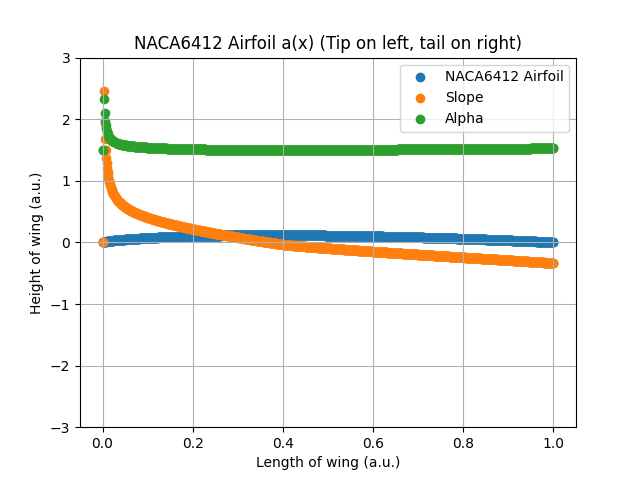 NACA6412 Airfoil a(x) (Tip on left, tail on right)
NACA6412 Airfoil
Slope
Alpha
3
2
1
0
−1
−2
−3
Height of wing (a.u.)
0.0 0.2 0.4 0.6 0.8 1.0
Length of wing (a.u.)